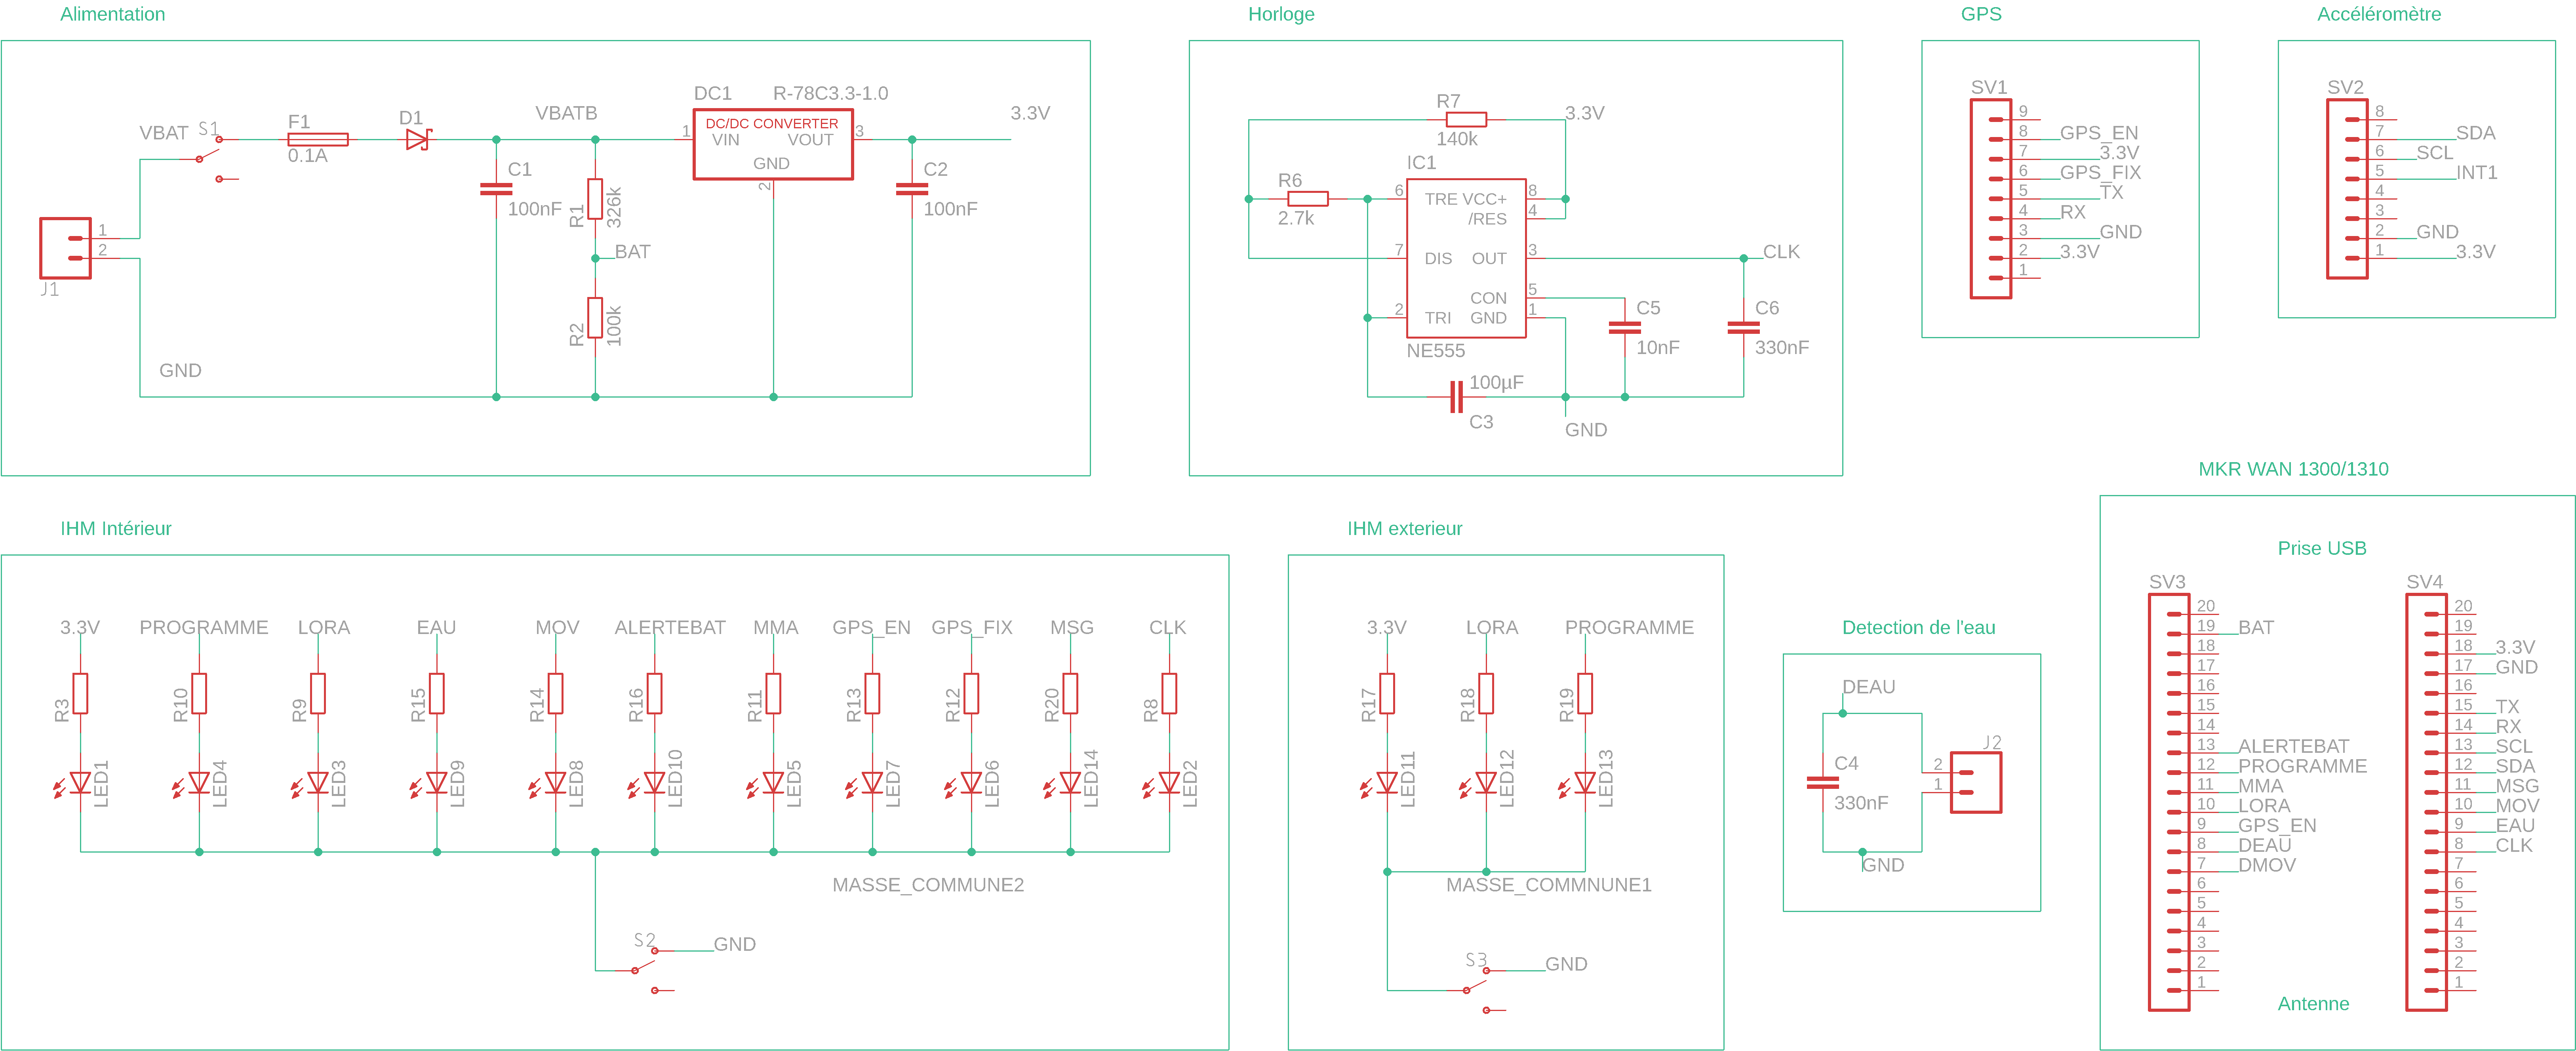 Alimentation
VBAT
S1
F1
0.1A
D1
VBATB
C1
100nF
R1
326k
BAT
R2
100k
DC1
R-78C3.3-1.0
DC/DC CONVERTER
VIN
VOUT
GND
1
3
2
3.3V
C2
100nF
1
2
J1
GND
Horloge
R7
140k
3.3V
IC1
R6
2.7k
6
TRE
VCC+
8
/RES
4
7
DIS
OUT
3
CLK
CON
5
2
TRI
GND
1
NE555
C5
10nF
C6
330nF
100µF
C3
GND
GPS
SV1
9
8 GPS_EN
7 3.3V
6 GPS_FIX
5 TX
4 RX
3 GND
2 3.3V
1
Accéléromètre
SV2
8
7 SDA
6 SCL
5 INT1
4
3
2 GND
1 3.3V
IHM Intérieur
3.3V PROGRAMME LORA EAU MOV ALERTEBAT MMA GPS_EN GPS_FIX MSG CLK
R3 R10 R9 R15 R14 R16 R11 R13 R12 R20 R8
LED1 LED4 LED3 LED9 LED8 LED10 LED5 LED7 LED6 LED14 LED2
MASSE_COMMUNE2
S2
GND
IHM exterieur
3.3V LORA PROGRAMME
R17 R18 R19
LED11 LED12 LED13
MASSE_COMMNUNE1
S3
GND
Detection de l'eau
DEAU
C4
330nF
J2
2
1
GND
MKR WAN 1300/1310
Prise USB
SV3
20
19 BAT
18
17
16
15
14
13 ALERTEBAT
12 PROGRAMME
11 MMA
10 LORA
9 GPS_EN
8 DEAU
7 DMOV
6
5
4
3
2
1
SV4
20
19
18 3.3V
17 GND
16
15 TX
14 RX
13 SCL
12 SDA
11 MSG
10 MOV
9 EAU
8 CLK
7
6
5
4
3
2
1
Antenne